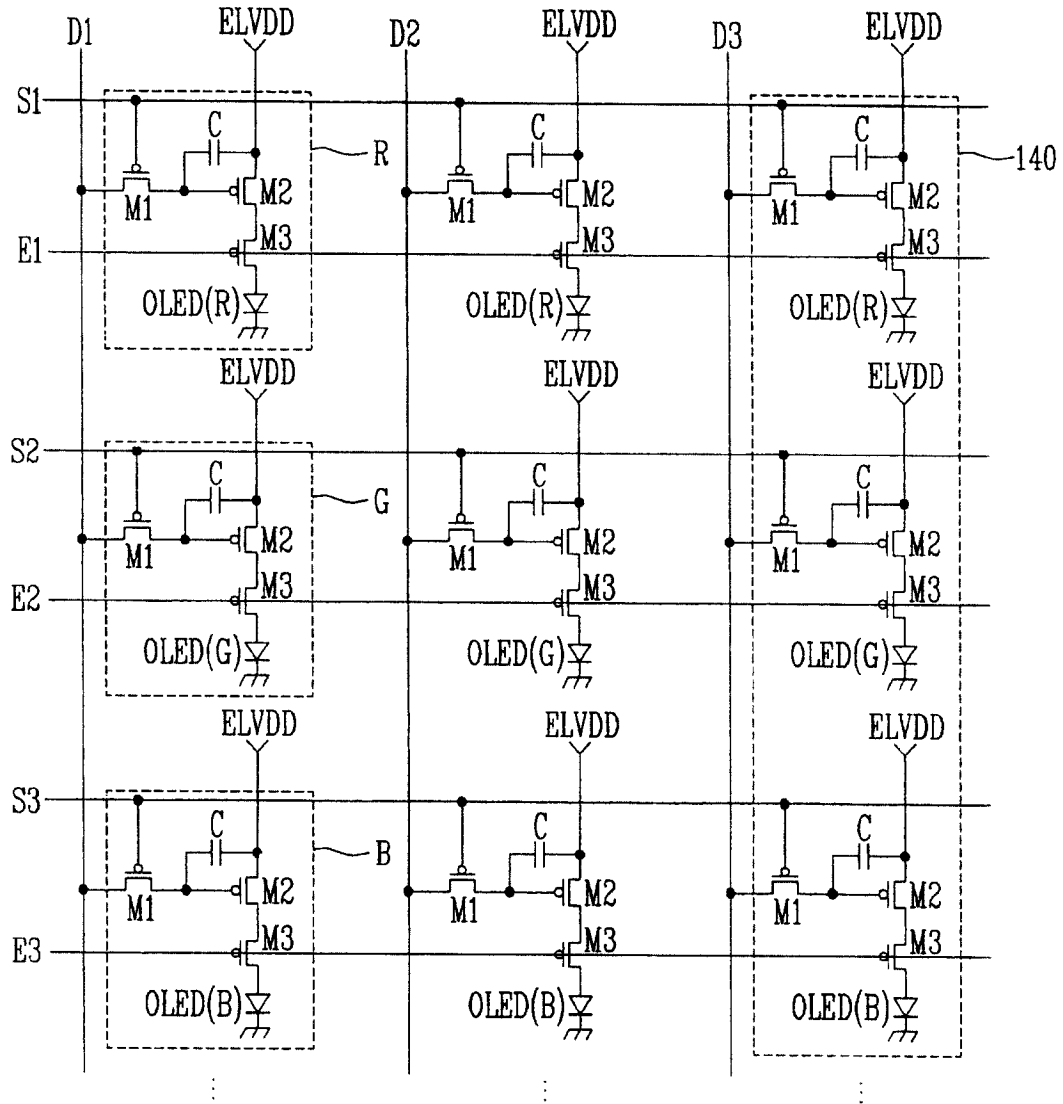 D1 ELVDD D2 ELVDD D3 ELVDD
S1
C C C
R 140
M1 M2 M1 M2 M1 M2
E1 M3 M3 M3
OLED(R) OLED(R) OLED(R)
ELVDD ELVDD ELVDD
S2
C C C
G
M1 M2 M1 M2 M1 M2
E2 M3 M3 M3
OLED(G) OLED(G) OLED(G)
ELVDD ELVDD ELVDD
S3
C C C
B
M1 M2 M1 M2 M1 M2
E3 M3 M3 M3
OLED(B) OLED(B) OLED(B)